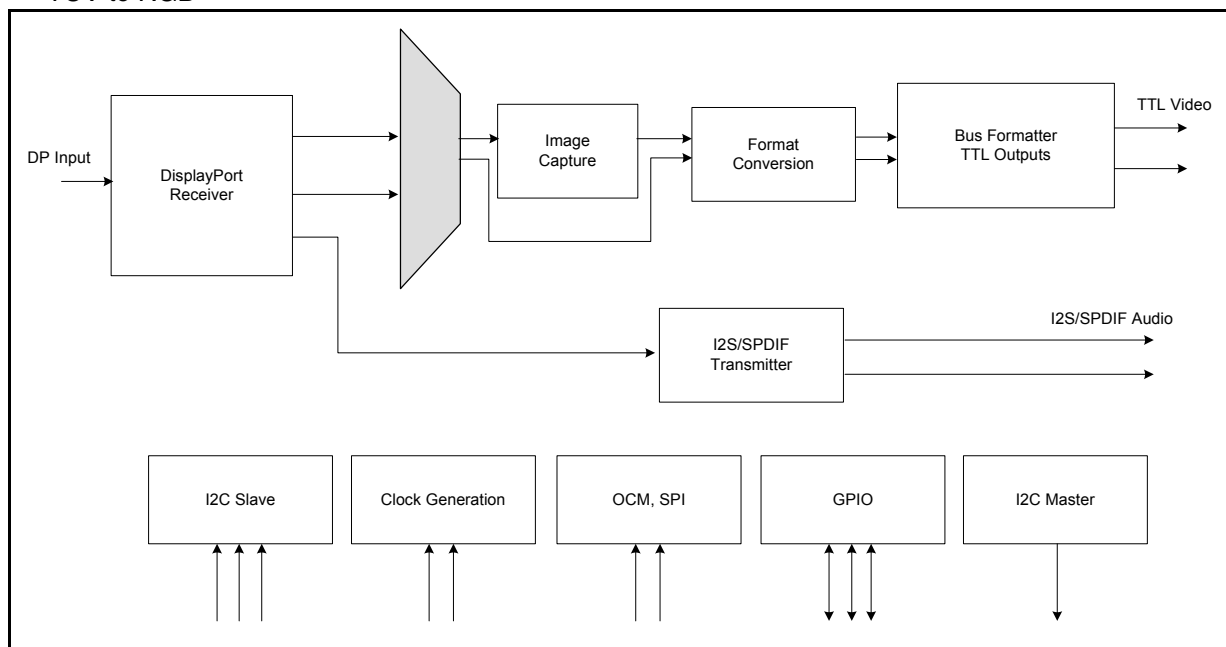 DP Input
DisplayPort
Receiver
Image
Capture
Format
Conversion
Bus Formatter
TTL Outputs
TTL Video
I2S/SPDIF
Transmitter
I2S/SPDIF Audio
I2C Slave
Clock Generation
OCM, SPI
GPIO
I2C Master